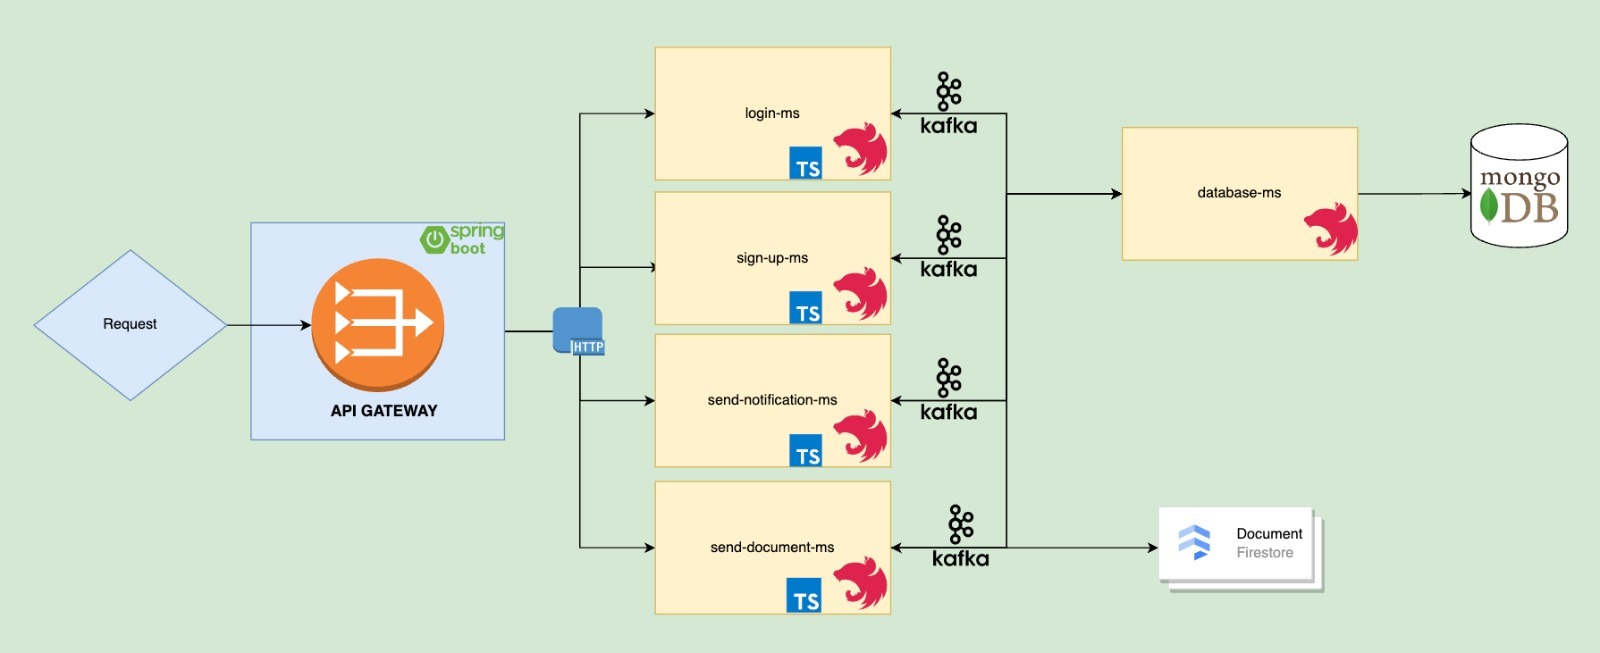 Request
spring
boot
API GATEWAY
HTTP
login-ms
TS
sign-up-ms
TS
send-notification-ms
TS
send-document-ms
TS
kafka
kafka
kafka
kafka
database-ms
mongo
DB
Document
Firestore